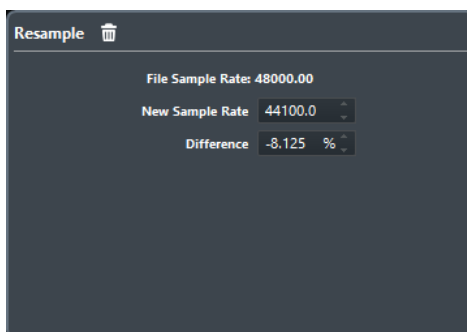 Resample
File Sample Rate: 48000.00
New Sample Rate 44100.0
Difference -8.125 %